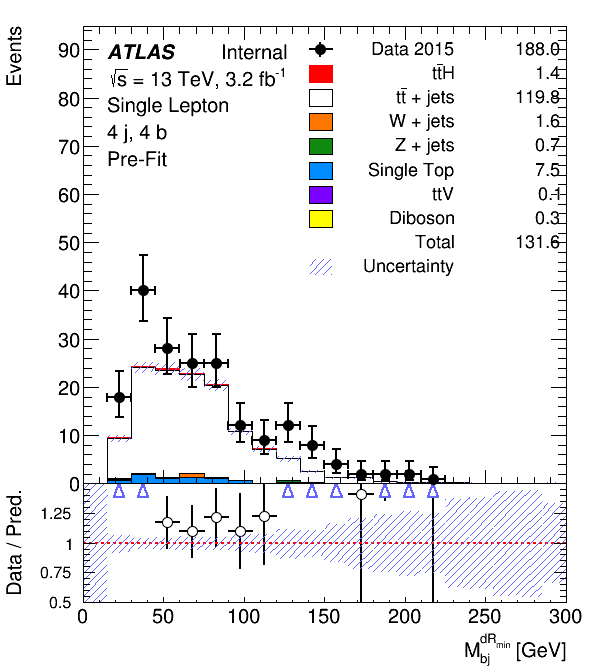 Events
ATLAS Internal
√s = 13 TeV, 3.2 fb-1
Single Lepton
4 j, 4 b
Pre-Fit
Data 2015 188.0
tt̄H 1.4
tt̄ + jets 119.8
W + jets 1.6
Z + jets 0.7
Single Top 7.5
ttV 0.1
Diboson 0.3
Total 131.6
Uncertainty
90
80
70
60
50
40
30
20
10
0
Data / Pred.
1.25
1
0.75
0.5
0 50 100 150 200 250 300
M_bj^dR_min [GeV]